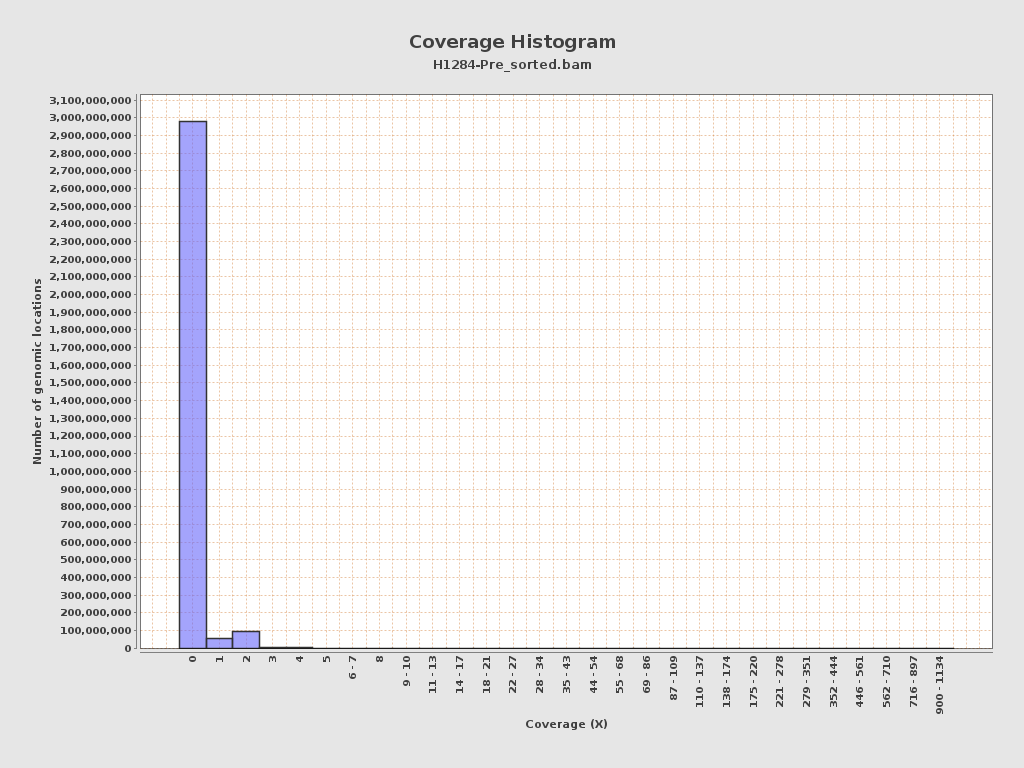 Coverage Histogram
H1284-Pre_sorted.bam
3,100,000,000
3,000,000,000
2,900,000,000
2,800,000,000
2,700,000,000
2,600,000,000
2,500,000,000
2,400,000,000
2,300,000,000
2,200,000,000
2,100,000,000
2,000,000,000
1,900,000,000
1,800,000,000
1,700,000,000
1,600,000,000
1,500,000,000
1,400,000,000
1,300,000,000
1,200,000,000
1,100,000,000
1,000,000,000
900,000,000
800,000,000
700,000,000
600,000,000
500,000,000
400,000,000
300,000,000
200,000,000
100,000,000
0
Number of genomic locations
0
1
2
3
4
5
6 - 7
8
9 - 10
11 - 13
14 - 17
18 - 21
22 - 27
28 - 34
35 - 43
44 - 54
55 - 68
69 - 86
87 - 109
110 - 137
138 - 174
175 - 220
221 - 278
279 - 351
352 - 444
446 - 561
562 - 710
716 - 897
900 - 1134
Coverage (X)